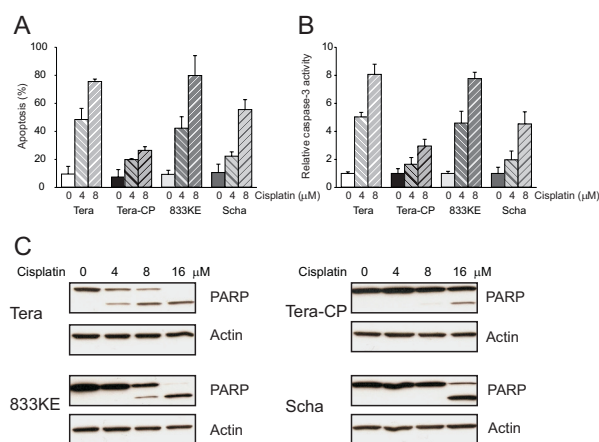 A
100
80
60
40
20
0
Apoptosis (%)
0 4 8 0 4 8 0 4 8 0 4 8 Cisplatin (μM)
Tera Tera-CP 833KE Scha
B
10
8
6
4
2
0
Relative caspase-3 activity
0 4 8 0 4 8 0 4 8 0 4 8 Cisplatin (μM)
Tera Tera-CP 833KE Scha
C
Cisplatin 0 4 8 16 μM
Tera
PARP
Actin
833KE
PARP
Actin
Cisplatin 0 4 8 16 μM
Tera-CP
PARP
Actin
Scha
PARP
Actin